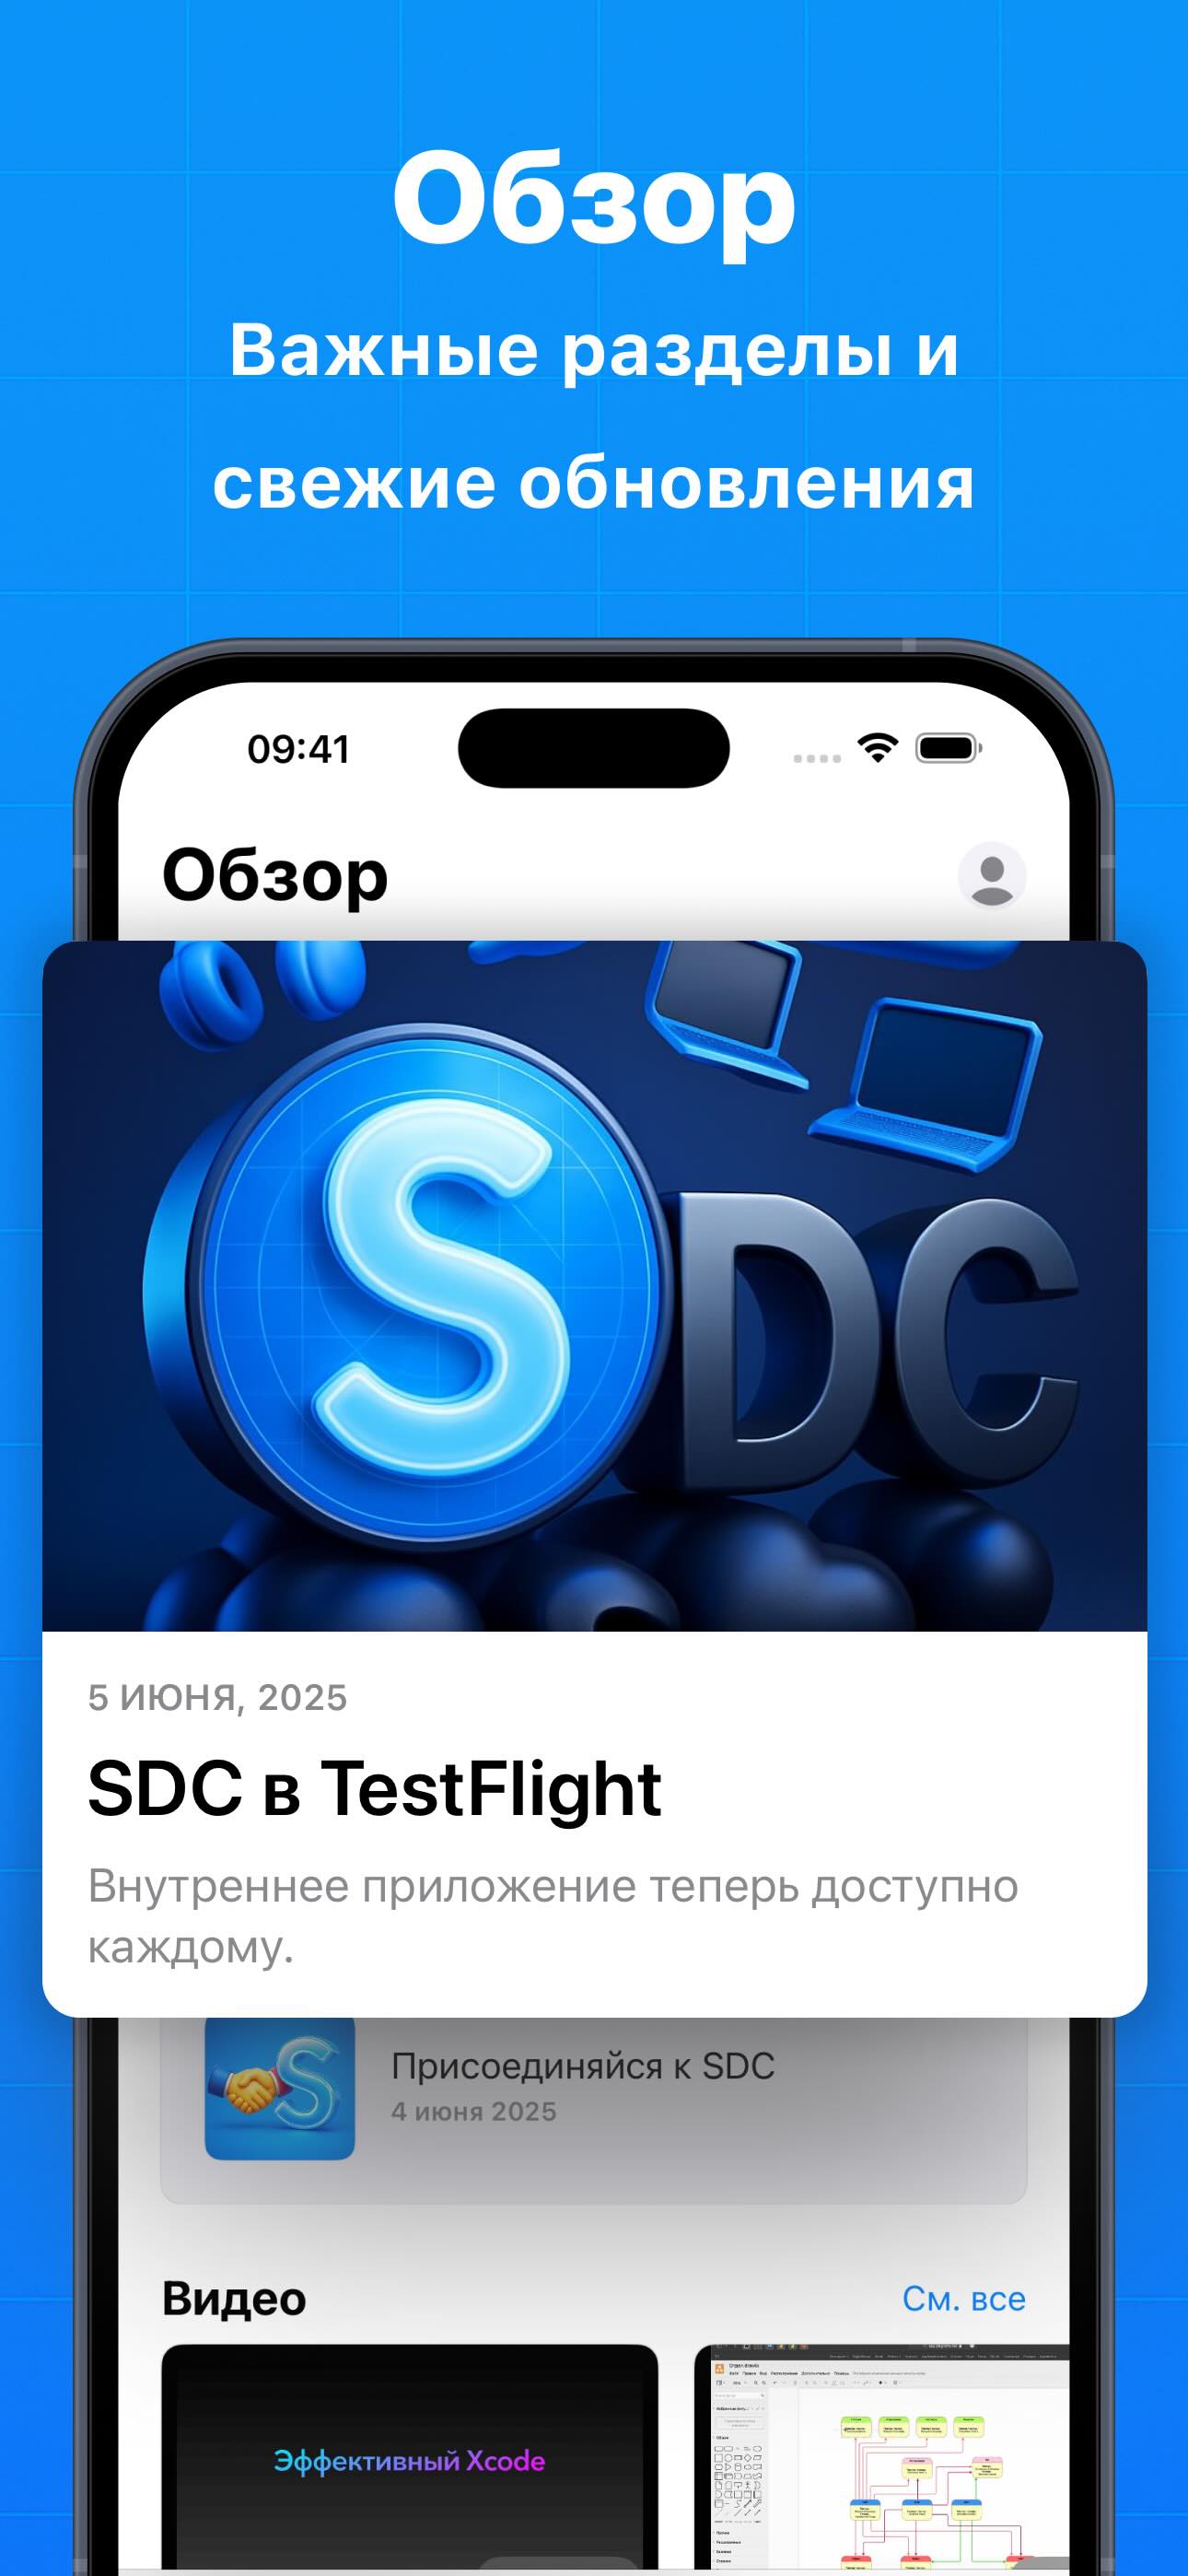 Обзор
Важные разделы и
свежие обновления
09:41
Обзор
SDC
5 ИЮНЯ, 2025
SDC в TestFlight
Внутреннее приложение теперь доступно
каждому.
Присоединяйся к SDC
4 июня 2025
Видео
См. все
Эффективный Xcode